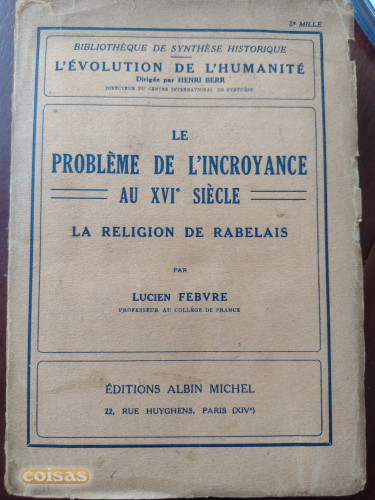 5e MILLE
BIBLIOTHÈQUE DE SYNTHÈSE HISTORIQUE
L'ÉVOLUTION DE L'HUMANITÉ
Dirigée par HENRI BERR
DIRECTEUR DU CENTRE INTERNATIONAL DE SYNTHÈSE
LE
PROBLÈME DE L'INCROYANCE
AU XVIe SIÈCLE
LA RELIGION DE RABELAIS
PAR
LUCIEN FEBVRE
PROFESSEUR AU COLLÈGE DE FRANCE
ÉDITIONS ALBIN MICHEL
22, RUE HUYGHENS, PARIS (XIVe)
coisas